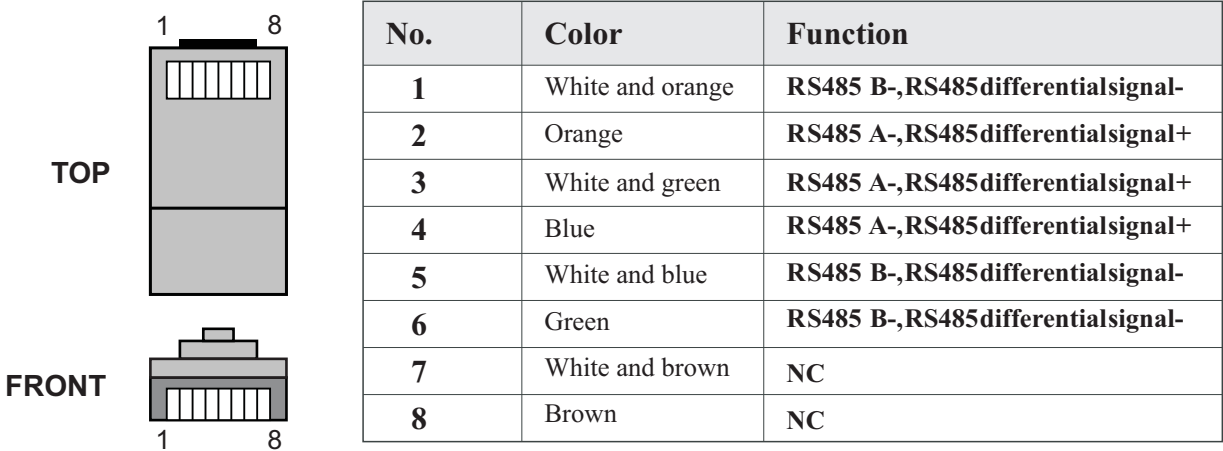 1 8
TOP
FRONT
1 8
No. Color Function
1 White and orange RS485 B-,RS485differentialsignal-
2 Orange RS485 A-,RS485differentialsignal+
3 White and green RS485 A-,RS485differentialsignal+
4 Blue RS485 A-,RS485differentialsignal+
5 White and blue RS485 B-,RS485differentialsignal-
6 Green RS485 B-,RS485differentialsignal-
7 White and brown NC
8 Brown NC